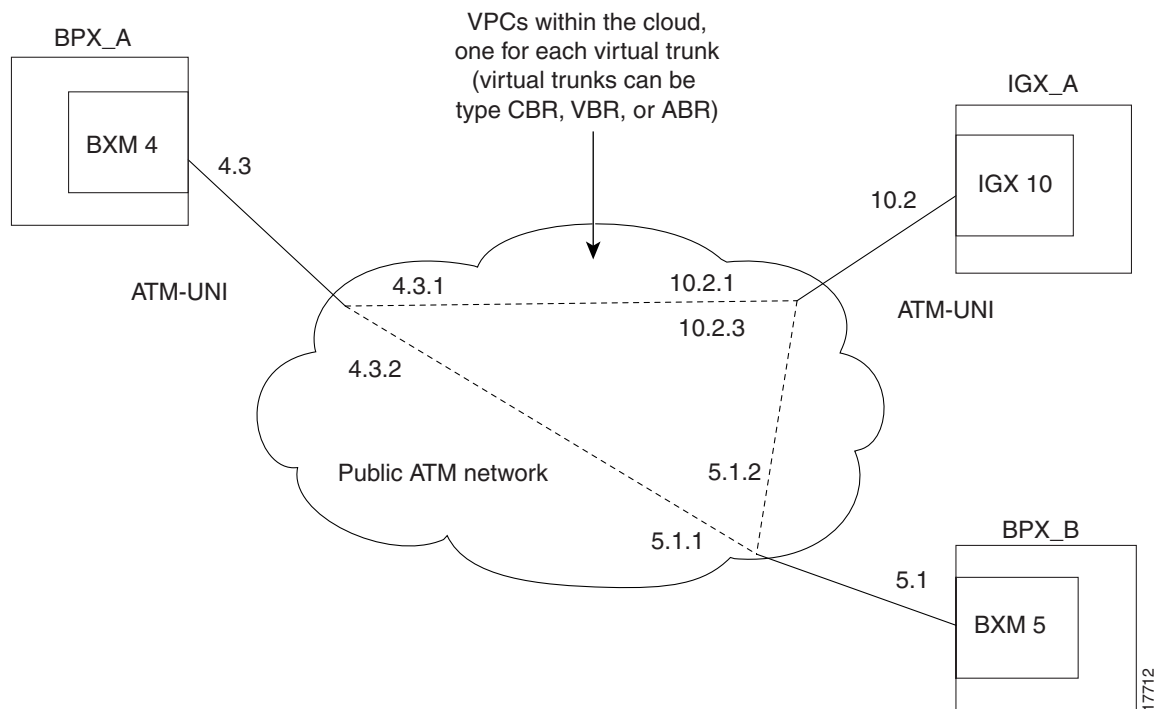 VPCs within the cloud,
one for each virtual trunk
(virtual trunks can be
type CBR, VBR, or ABR)
BPX_A
IGX_A
BXM 4
4.3
IGX 10
10.2
ATM-UNI
4.3.1
10.2.1
ATM-UNI
10.2.3
4.3.2
Public ATM network
5.1.2
5.1.1
BPX_B
5.1
BXM 5
17712